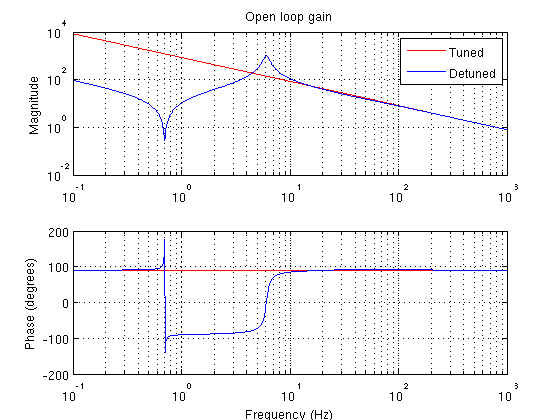 Open loop gain
10^4
10^2
10^0
10^-2
Magnitude
Tuned
Detuned
10^-1 10^0 10^1 10^2 10^3
Frequency (Hz)
200
100
0
-100
-200
Phase (degrees)
10^-1 10^0 10^1 10^2 10^3
Frequency (Hz)